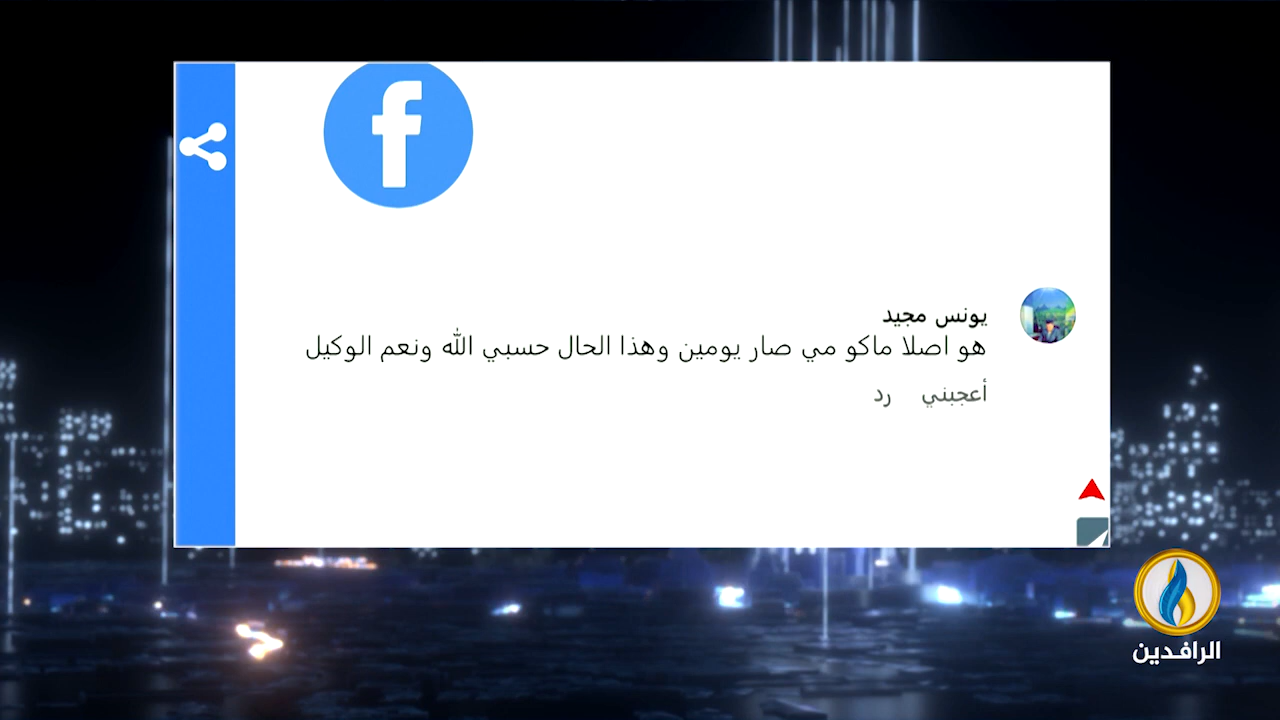 يونس مجيد
هو اصلا ماكو مي صار يومين وهذا الحال حسبي الله ونعم الوكيل
أعجبني رد
الرافدين